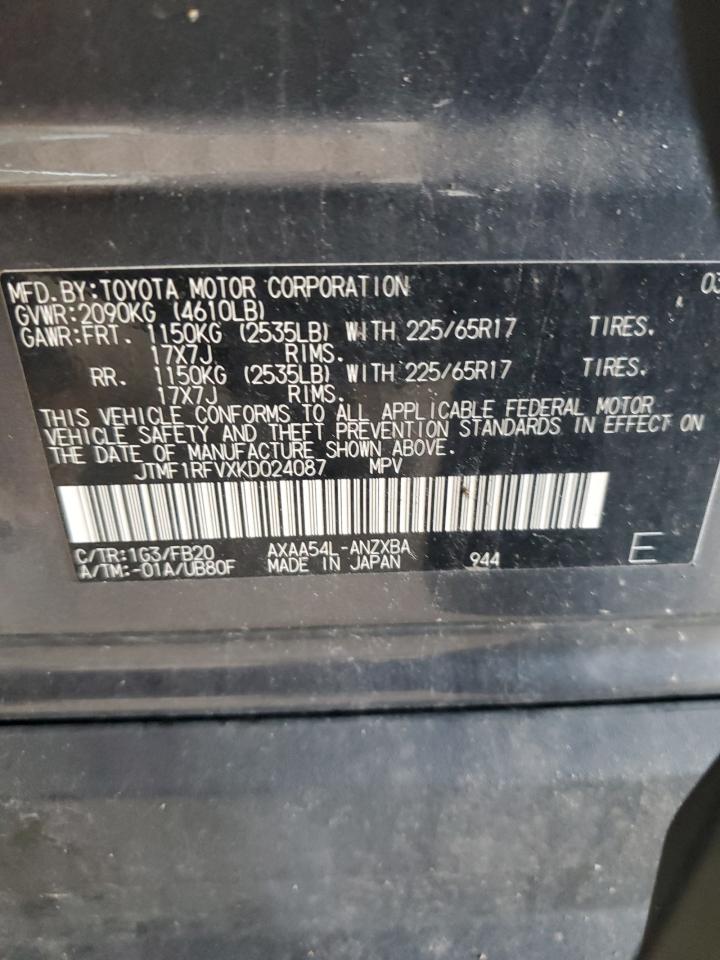 MFD.BY:TOYOTA MOTOR CORPORATION 03
GVWR:2090KG (4610LB)
GAWR:FRT. 1150KG (2535LB) WITH 225/65R17 TIRES.
17X7J RIMS.
RR. 1150KG (2535LB) WITH 225/65R17 TIRES.
17X7J RIMS.
THIS VEHICLE CONFORMS TO ALL APPLICABLE FEDERAL MOTOR
VEHICLE SAFETY AND THEFT PREVENTION STANDARDS IN EFFECT ON
THE DATE OF MANUFACTURE SHOWN ABOVE.
JTMF1RFVXKD024087 MPV
C/TR:1G3/FB20 AXAA54L-ANZXBA
A/TM:-01A/UB80F MADE IN JAPAN 944 E